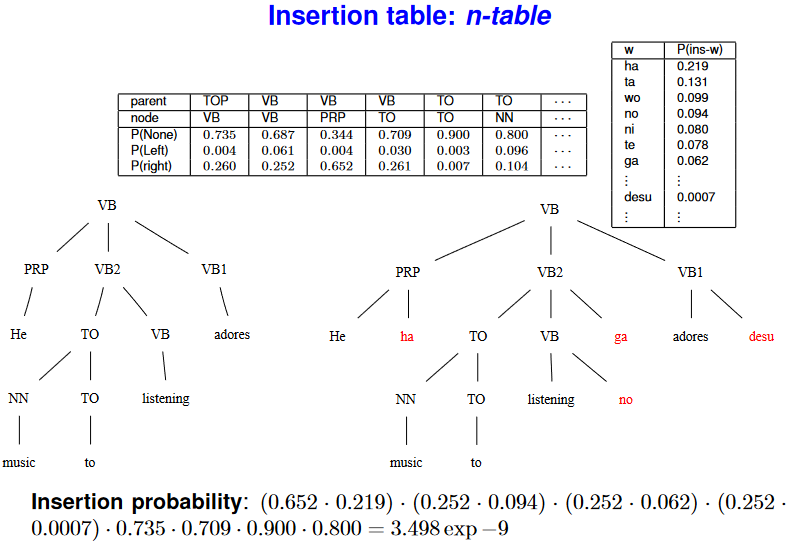 Insertion table: n-table
w P(ins-w)
ha 0.219
ta 0.131
wo 0.099
no 0.094
ni 0.080
te 0.078
ga 0.062
⋮ ⋮
desu 0.0007
⋮ ⋮
parent TOP VB VB VB TO TO ···
node VB VB PRP TO TO NN ···
P(None) 0.735 0.687 0.344 0.709 0.900 0.800 ···
P(Left) 0.004 0.061 0.004 0.030 0.003 0.096 ···
P(right) 0.260 0.252 0.652 0.261 0.007 0.104 ···
VB
PRP VB2 VB1
He TO VB adores
NN TO listening
music to
VB
PRP VB2 VB1
He ha TO VB ga adores desu
NN TO listening no
music to
Insertion probability: (0.652 · 0.219) · (0.252 · 0.094) · (0.252 · 0.062) · (0.252 ·
0.0007) · 0.735 · 0.709 · 0.900 · 0.800 = 3.498 exp −9